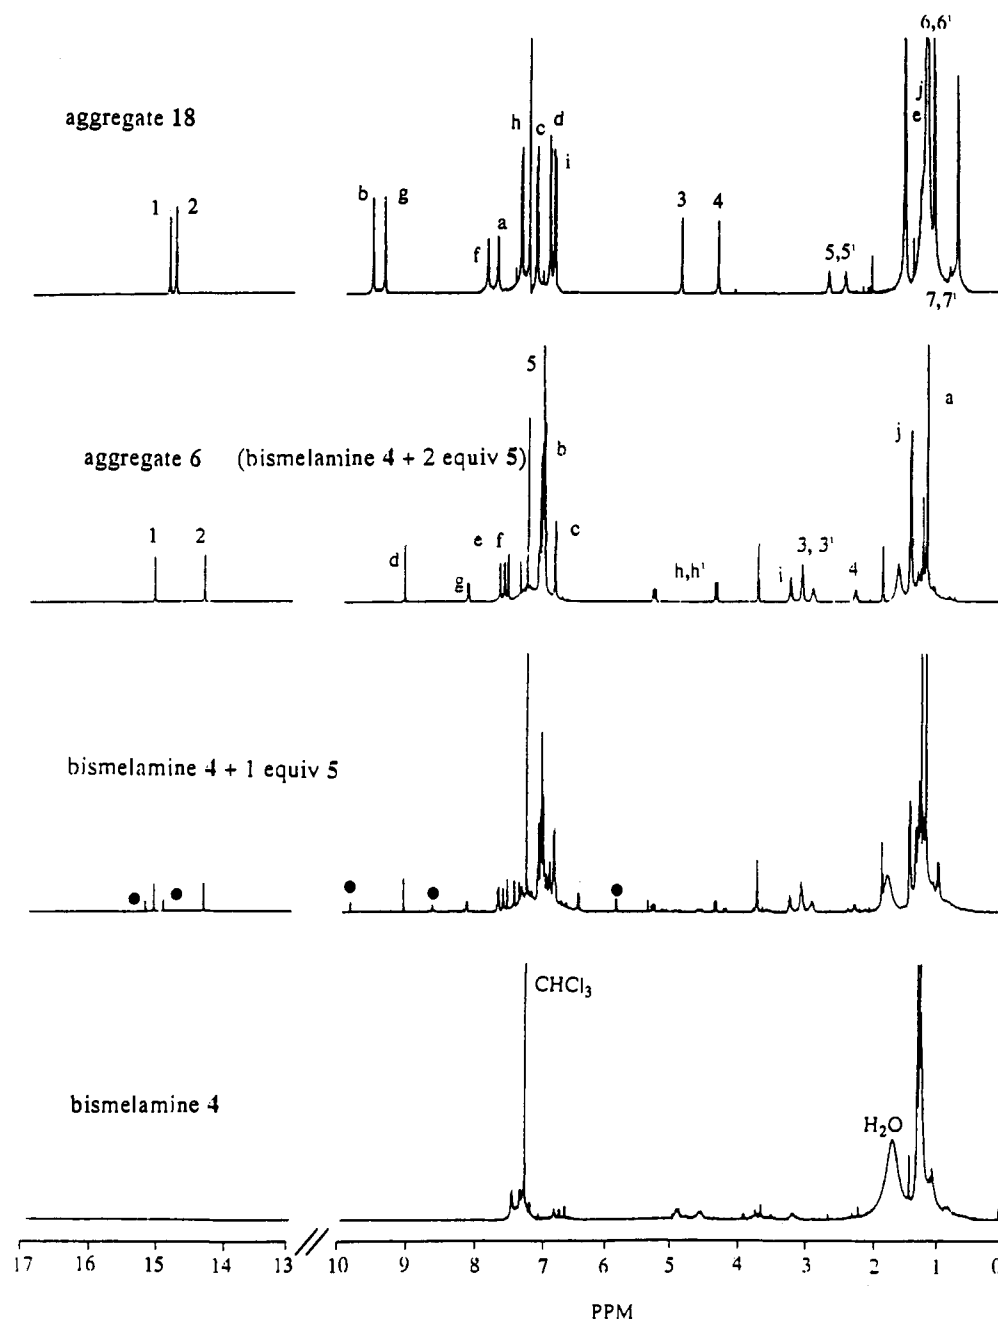 6,6'
aggregate 18
h c d
j
e
i
b g
1 2
3 4
a
f
5,5'
7,7'
5
a
j
aggregate 6 (bismelamine 4 + 2 equiv 5)
b
1 2
e f
c
d
3, 3'
g
h,h'
i
4
bismelamine 4 + 1 equiv 5
CHCl₃
bismelamine 4
H₂O
17 16 15 14 13 10 9 8 7 6 5 4 3 2 1 0
PPM